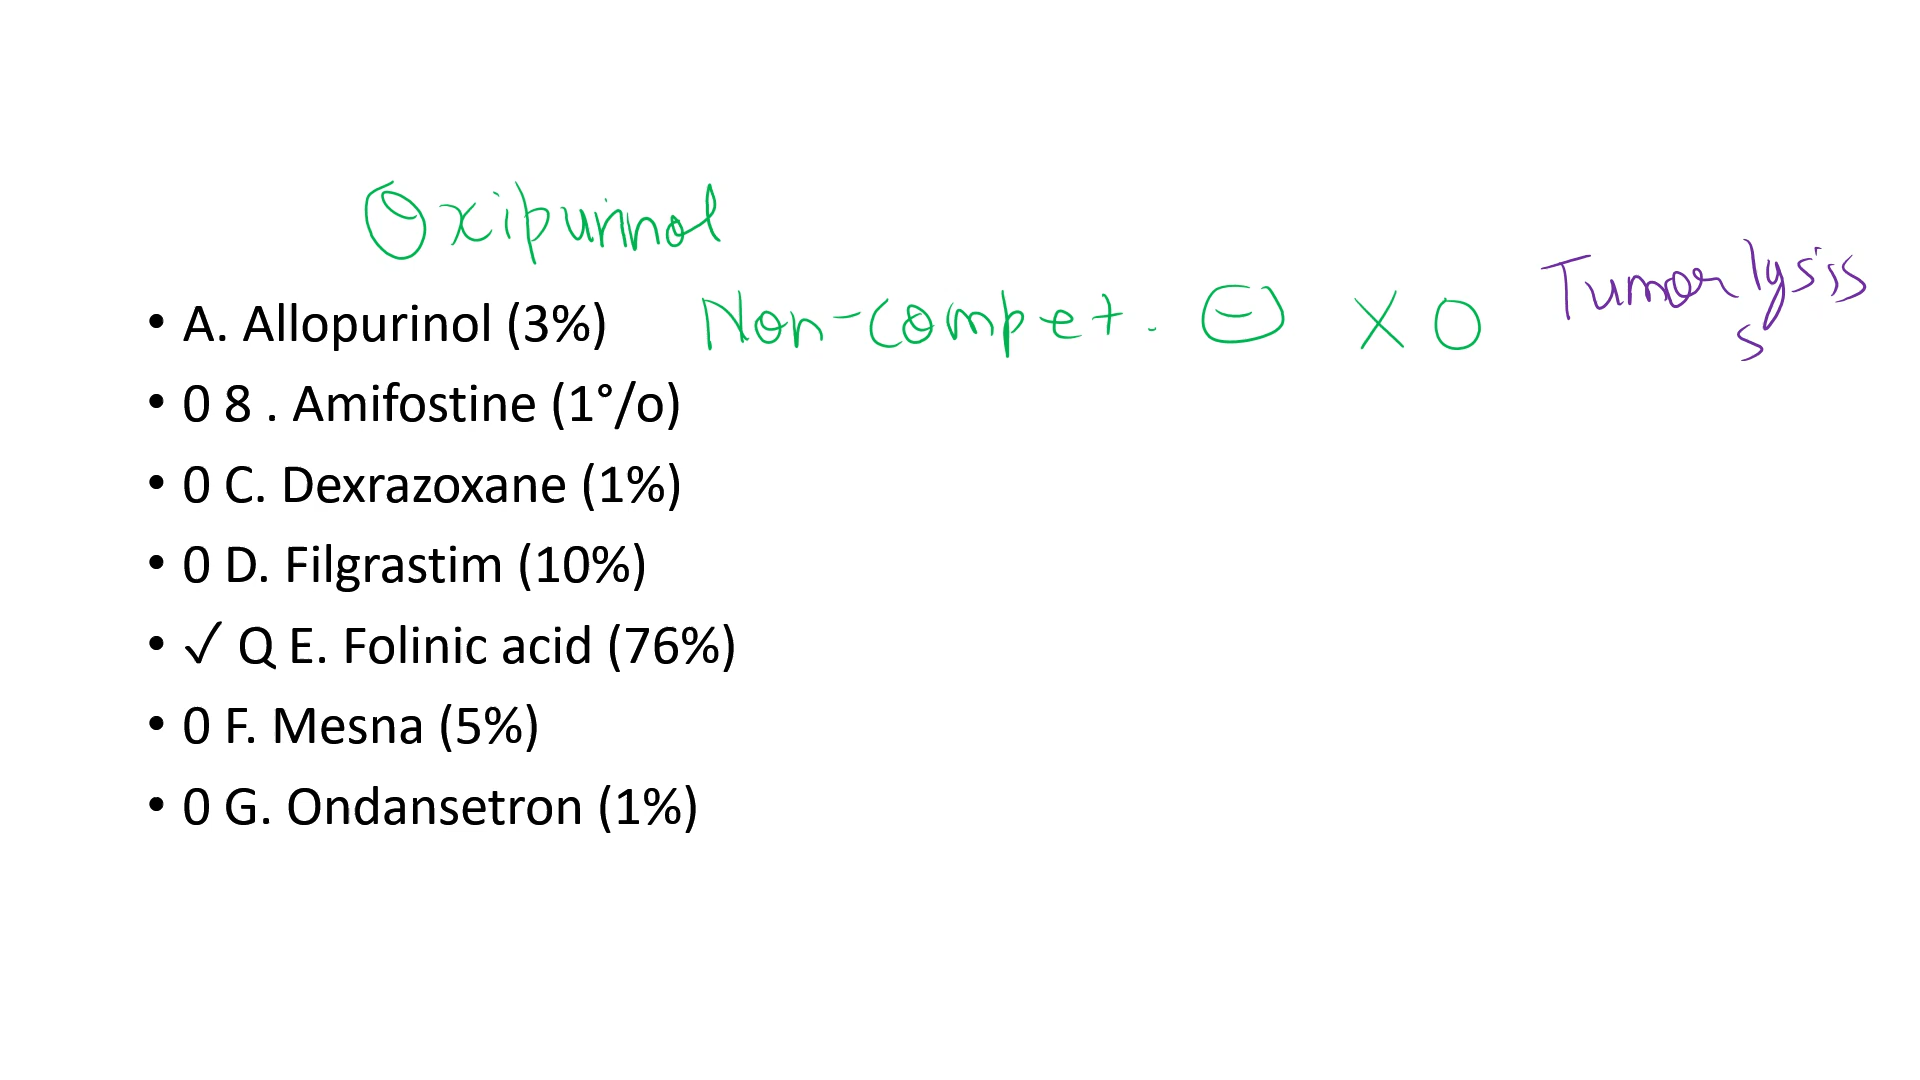 Oxipurinol
• A. Allopurinol (3%) Non-compet. ⊖ XO Tumor lysis
S
• 0 8 . Amifostine (1°/o)
• 0 C. Dexrazoxane (1%)
• 0 D. Filgrastim (10%)
• ✓ Q E. Folinic acid (76%)
• 0 F. Mesna (5%)
• 0 G. Ondansetron (1%)